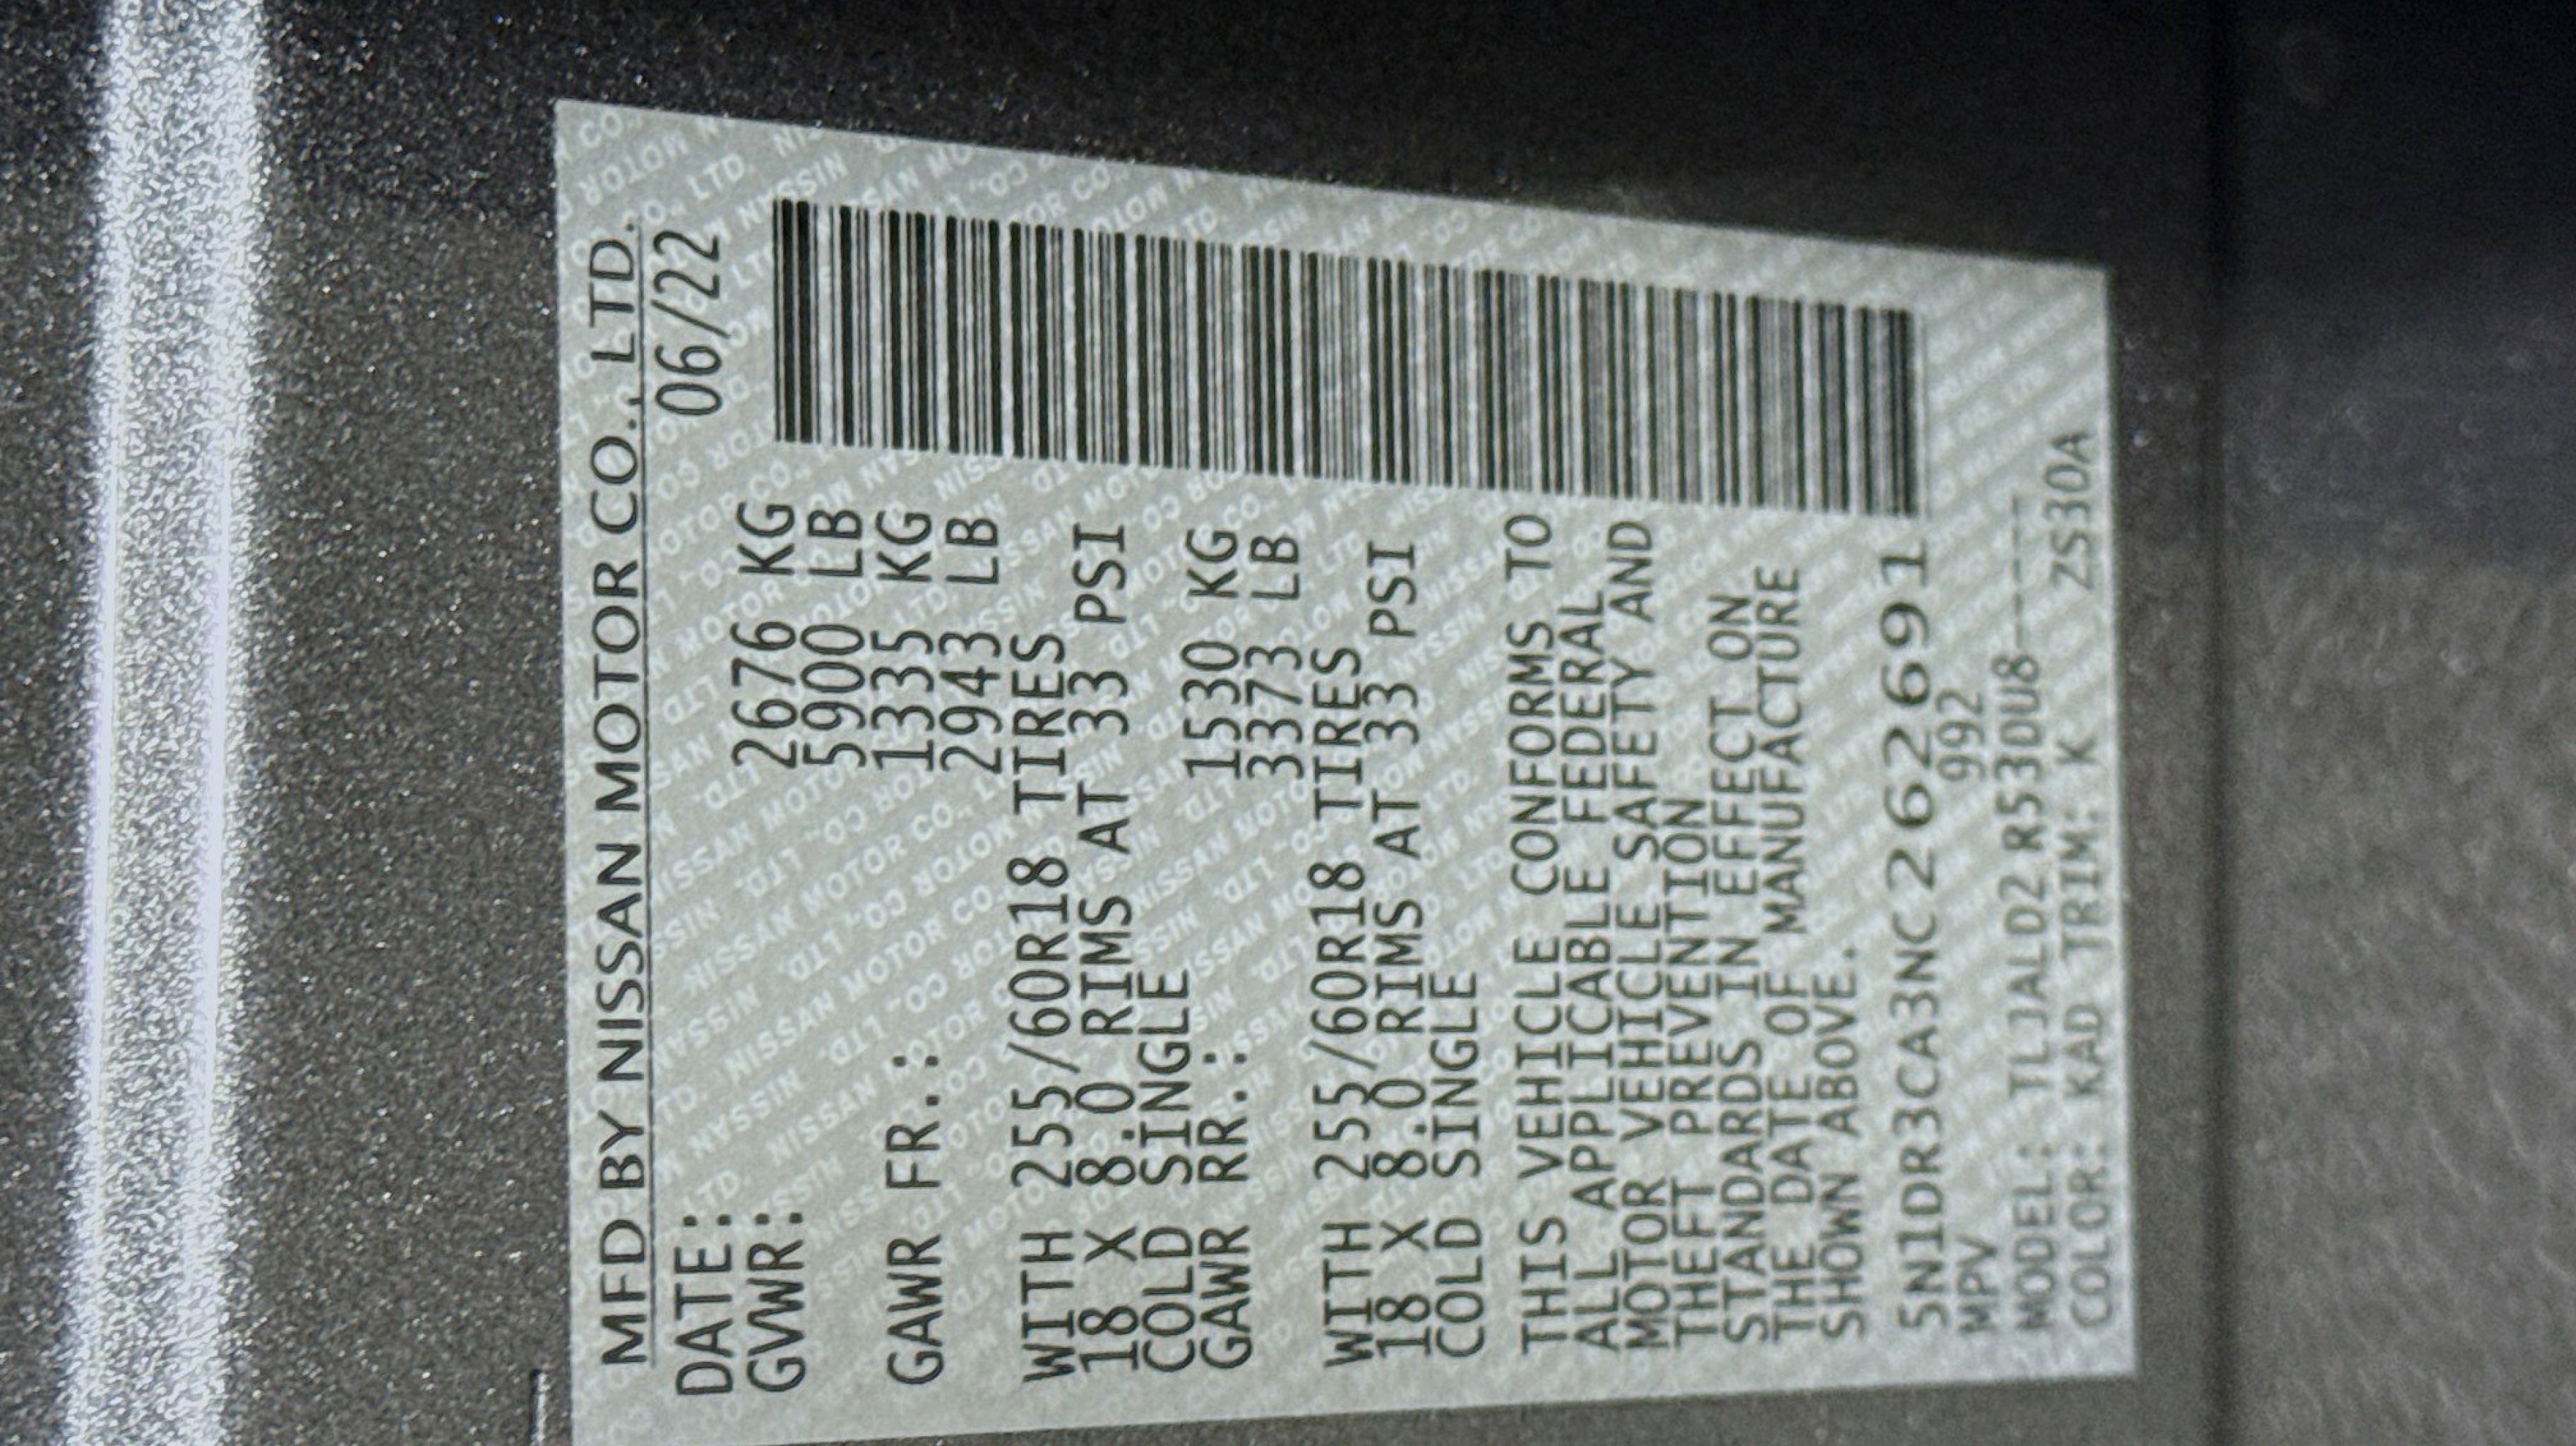 MFD BY NISSAN MOTOR CO., LTD.
DATE: 06/22
GVWR: 2676 KG
5900 LB
GAWR FR.: 1335 KG
2943 LB
WITH 255/60R18 TIRES
18 X 8.0 RIMS AT 33 PSI
COLD SINGLE
GAWR RR.: 1530 KG
3373 LB
WITH 255/60R18 TIRES
18 X 8.0 RIMS AT 33 PSI
COLD SINGLE
THIS VEHICLE CONFORMS TO
ALL APPLICABLE FEDERAL
MOTOR VEHICLE SAFETY AND
THEFT PREVENTION
STANDARDS IN EFFECT ON
THE DATE OF MANUFACTURE
SHOWN ABOVE.
5N1DR3CA3NC262691
MPV 9992
MODEL: TLJALD2 R53DU8-----
COLOR: KAD TRIM: K ZS30A